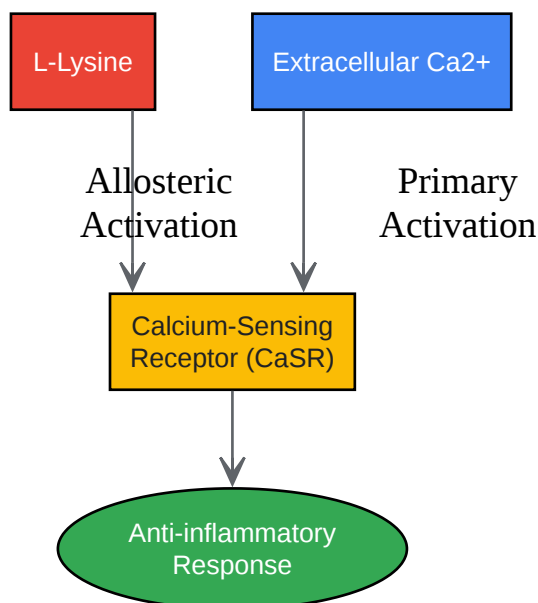 L-Lysine
Extracellular Ca2+
Allosteric
Activation
Primary
Activation
Calcium-Sensing
Receptor (CaSR)
Anti-inflammatory
Response